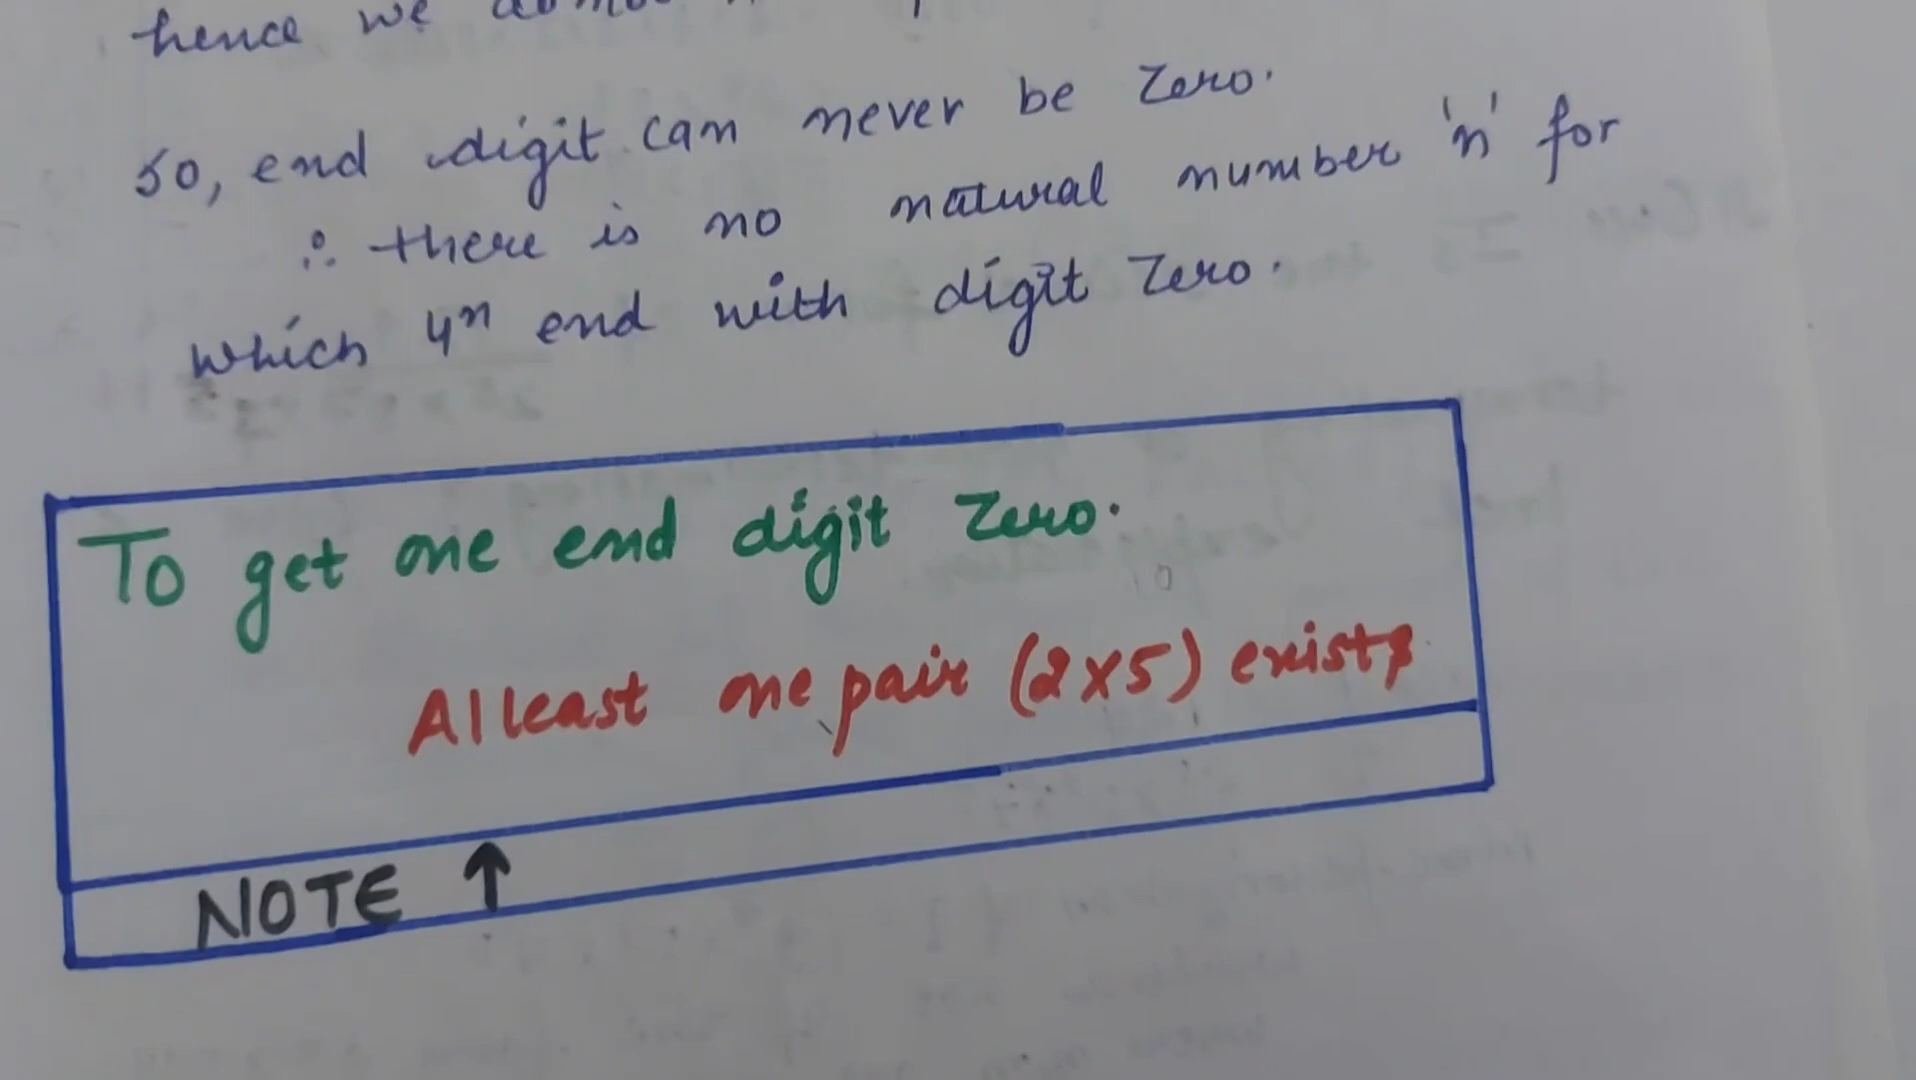 hence we
so, end digit can never be zero.
∴ there is no natural number 'n' for
which 4ⁿ end with digit zero.
To get one end digit zero.
Alleast one pair (2×5) exists
NOTE ↑